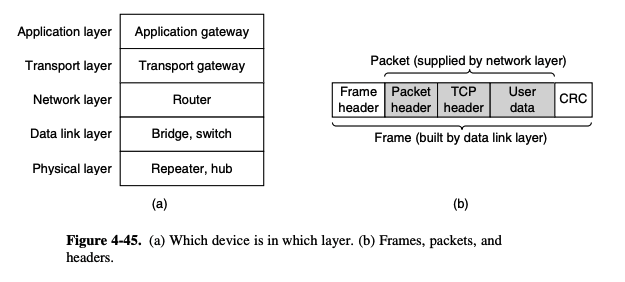 Application layer Application gateway
Transport layer Transport gateway
Network layer Router
Data link layer Bridge, switch
Physical layer Repeater, hub
(a)
Packet (supplied by network layer)
Frame header Packet header TCP header User data CRC
Frame (built by data link layer)
(b)
Figure 4-45. (a) Which device is in which layer. (b) Frames, packets, and
headers.